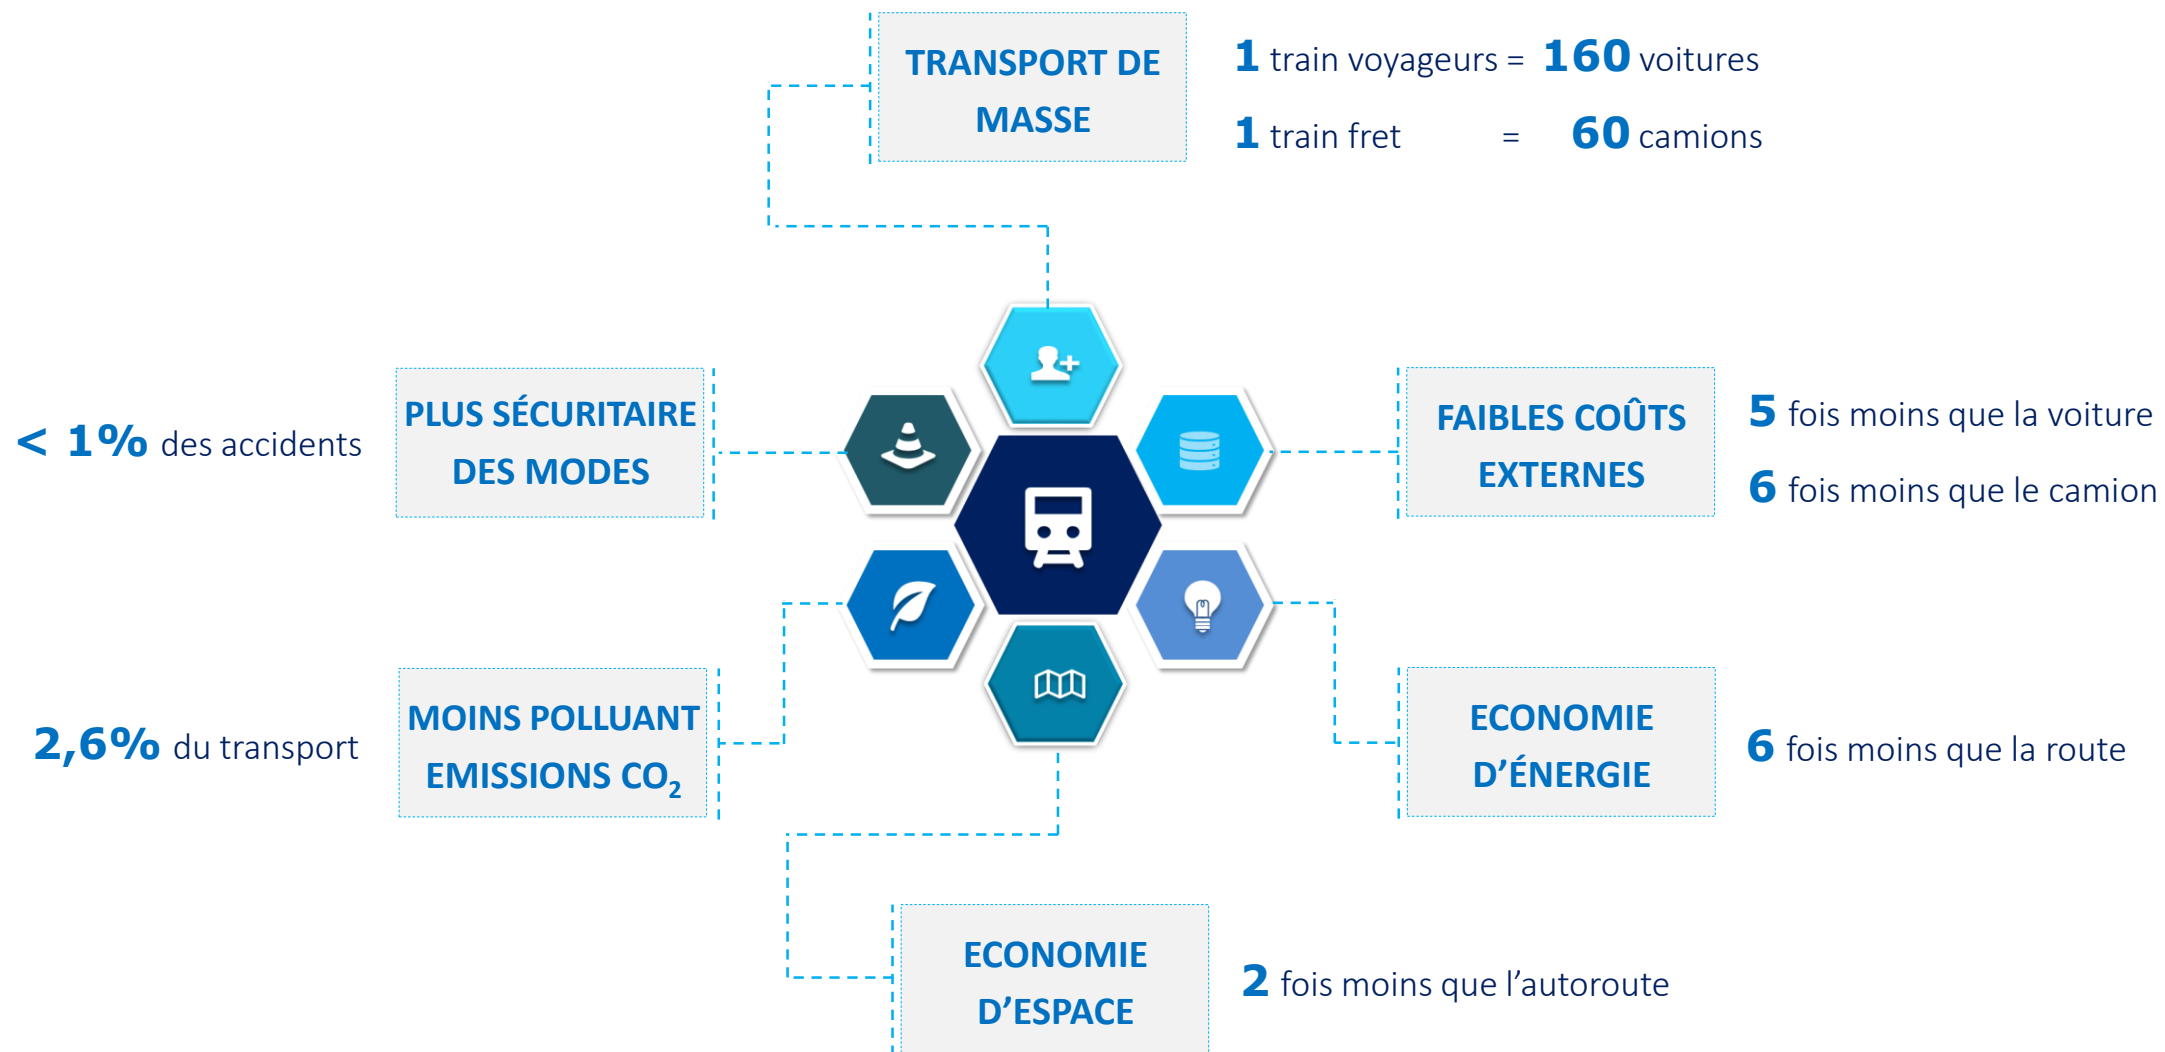 TRANSPORT DE
MASSE
1 train voyageurs = 160 voitures
1 train fret = 60 camions
PLUS SÉCURITAIRE
DES MODES
< 1% des accidents
FAIBLES COÛTS
EXTERNES
5 fois moins que la voiture
6 fois moins que le camion
MOINS POLLUANT
EMISSIONS CO₂
2,6% du transport
ECONOMIE
D’ÉNERGIE
6 fois moins que la route
ECONOMIE
D’ESPACE
2 fois moins que l’autoroute